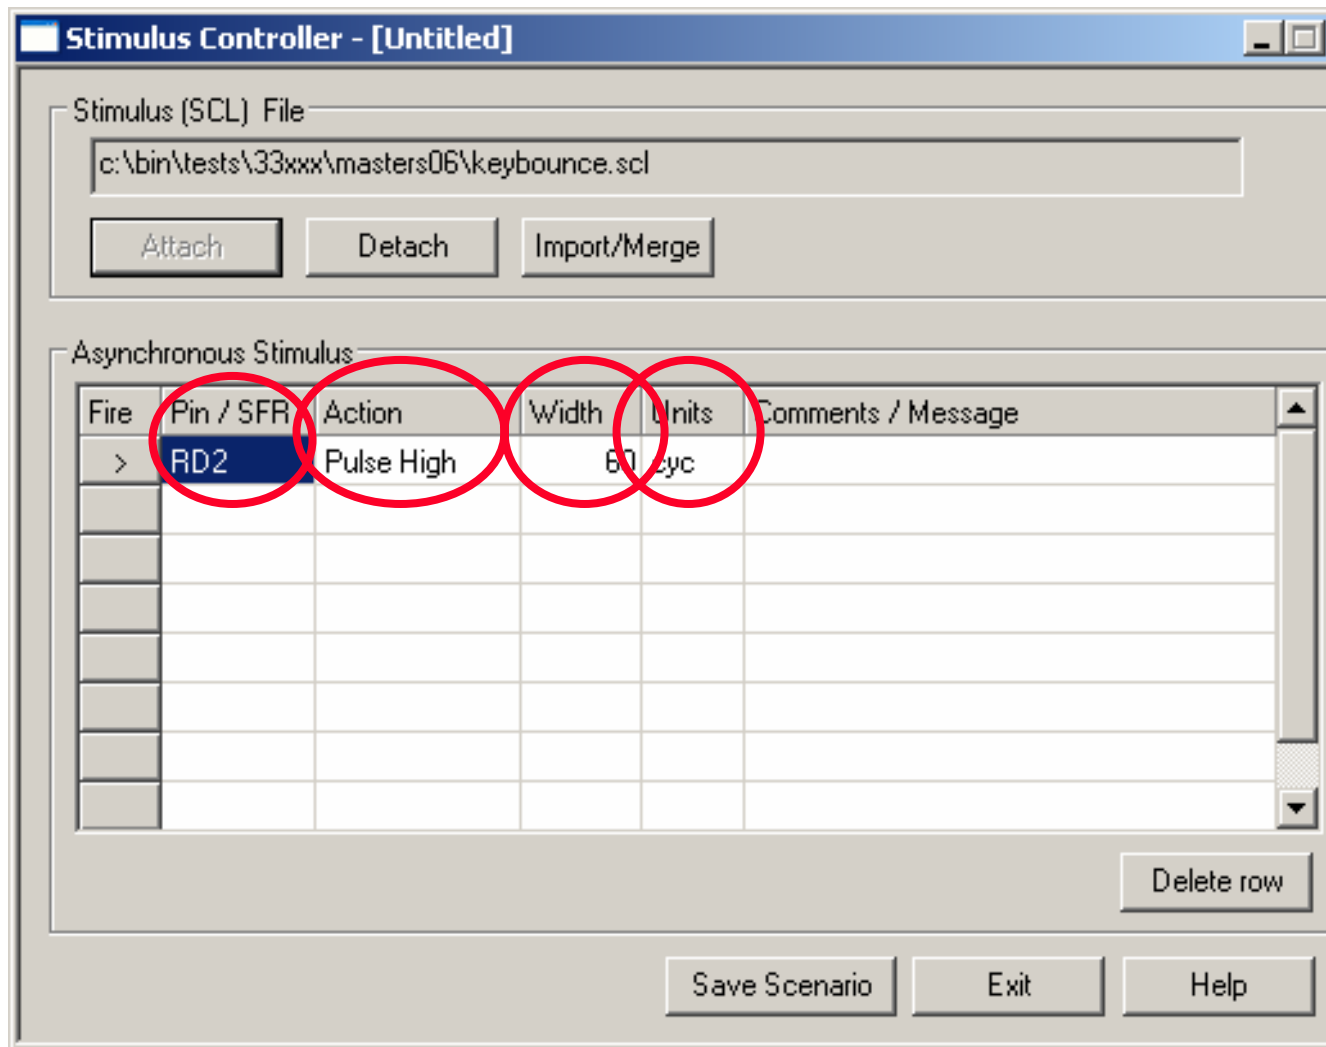 Stimulus Controller - [Untitled]
Stimulus (SCL) File
c:\bin\tests\33xxx\masters06\keybounce.scl
Attach Detach Import/Merge
Asynchronous Stimulus
Fire Pin / SFR Action Width Units Comments / Message
> RD2 Pulse High 60 cyc
Delete row
Save Scenario Exit Help